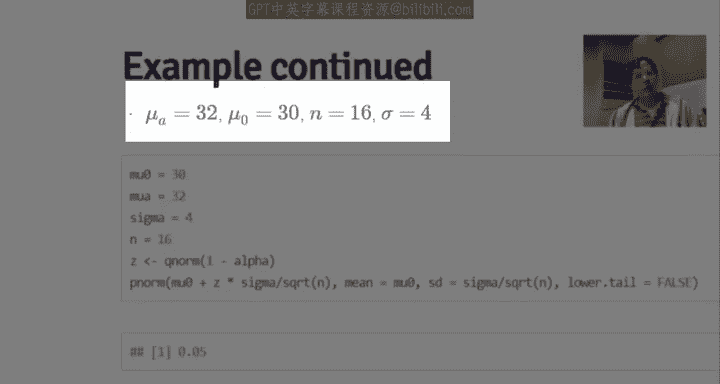 GPT中英字幕课程资源@bilibili.com
Example continued
· μₐ = 32, μ₀ = 30, n = 16, σ = 4
mu0 = 30
mua = 32
sigma = 4
n = 16
z <- qnorm(1 - alpha)
pnorm(mu0 + z * sigma/sqrt(n), mean = mu0, sd = sigma/sqrt(n), lower.tail = FALSE)
## [1] 0.05